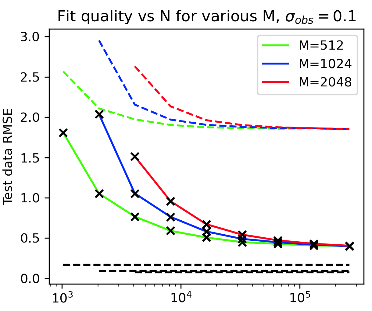 Fit quality vs N for various M, σ_obs = 0.1
Test data RMSE
3.0
2.5
2.0
1.5
1.0
0.5
0.0
M=512
M=1024
M=2048
10³ 10⁴ 10⁵